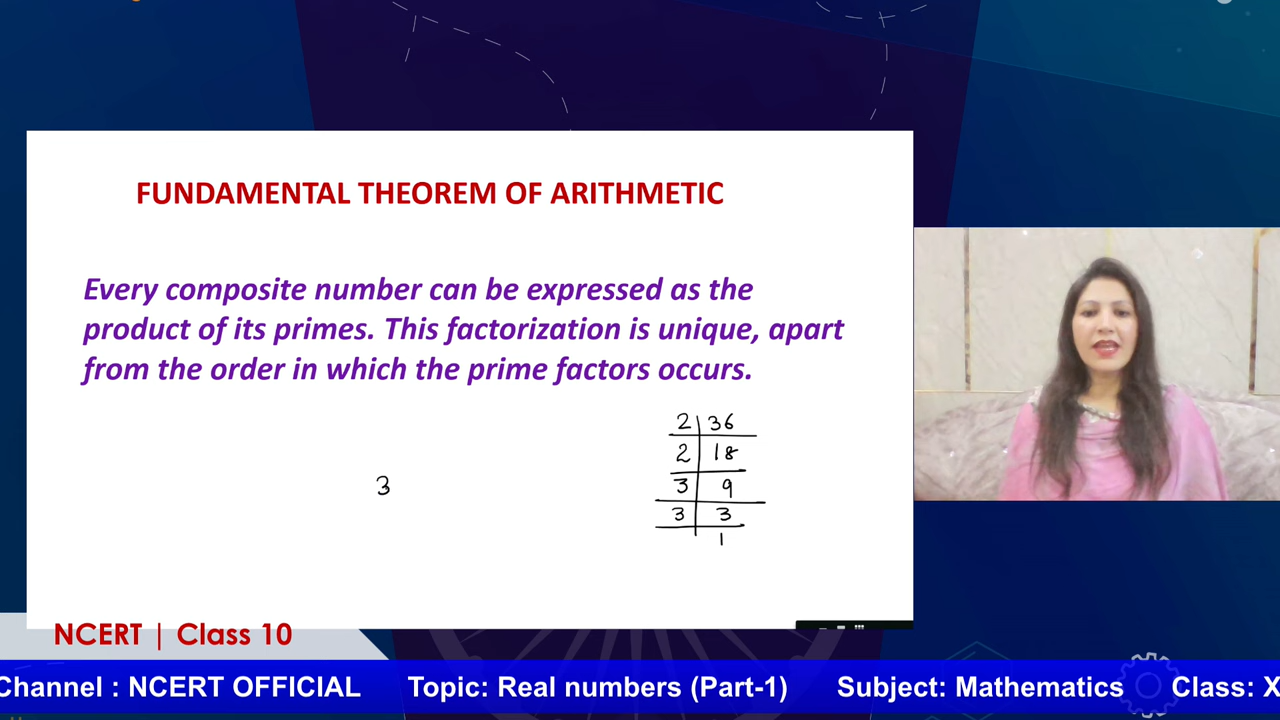 FUNDAMENTAL THEOREM OF ARITHMETIC
Every composite number can be expressed as the
product of its primes. This factorization is unique, apart
from the order in which the prime factors occurs.
2 36
2 18
3 9
3 3
1
3
NCERT | Class 10
Channel : NCERT OFFICIAL Topic: Real numbers (Part-1) Subject: Mathematics Class: X